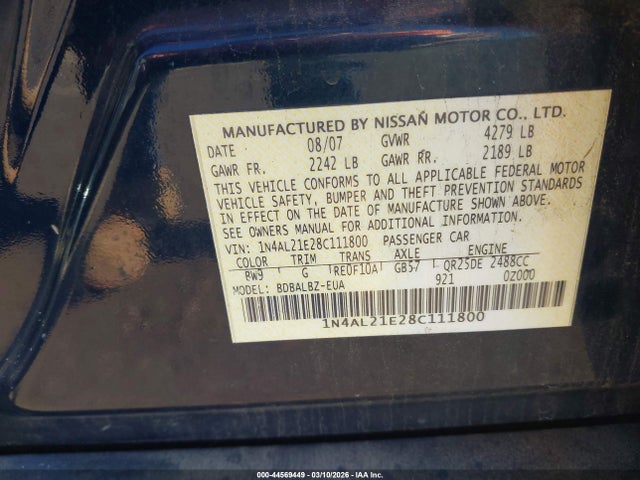 MANUFACTURED BY NISSAN MOTOR CO., LTD.
DATE 08/07 GVWR 4279 LB
GAWR FR. 2242 LB GAWR RR. 2189 LB
THIS VEHICLE CONFORMS TO ALL APPLICABLE FEDERAL MOTOR
VEHICLE SAFETY, BUMPER AND THEFT PREVENTION STANDARDS
IN EFFECT ON THE DATE OF MANUFACTURE SHOWN ABOVE.
SEE OWNERS MANUAL FOR ADDITIONAL INFORMATION.
VIN: 1N4AL21E28C111800 PASSENGER CAR
COLOR TRIM TRANS AXLE ENGINE
BW9 G RE0F10A GB57 QR25DE 2488CC
MODEL: BDBALBZ-EUA 921 0Z000
1N4AL21E28C111800
000-44569449 | 03/10/2026 | IAA Inc.